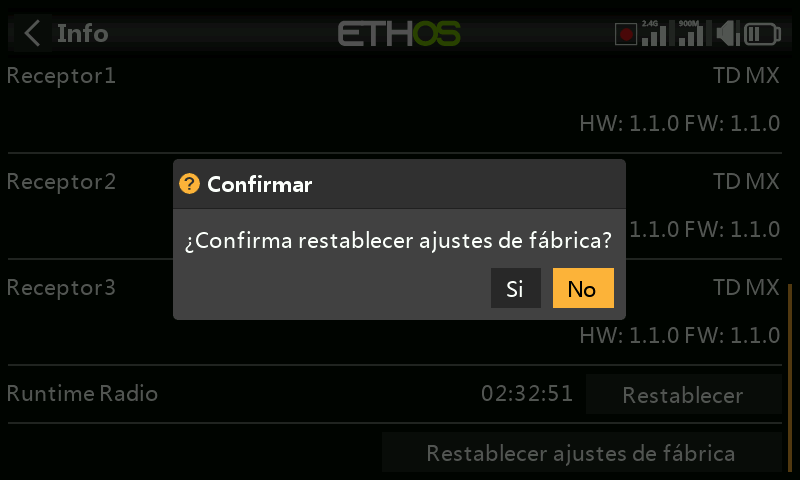 Info
ETHOS
2.4G
900M
Receptor1
TD MX
HW: 1.1.0 FW: 1.1.0
Receptor2
TD MX
1.1.0 FW: 1.1.0
? Confirmar
¿Confirma restablecer ajustes de fábrica?
Si
No
Receptor3
TD MX
HW: 1.1.0 FW: 1.1.0
Runtime Radio
02:32:51
Restablecer
Restablecer ajustes de fábrica